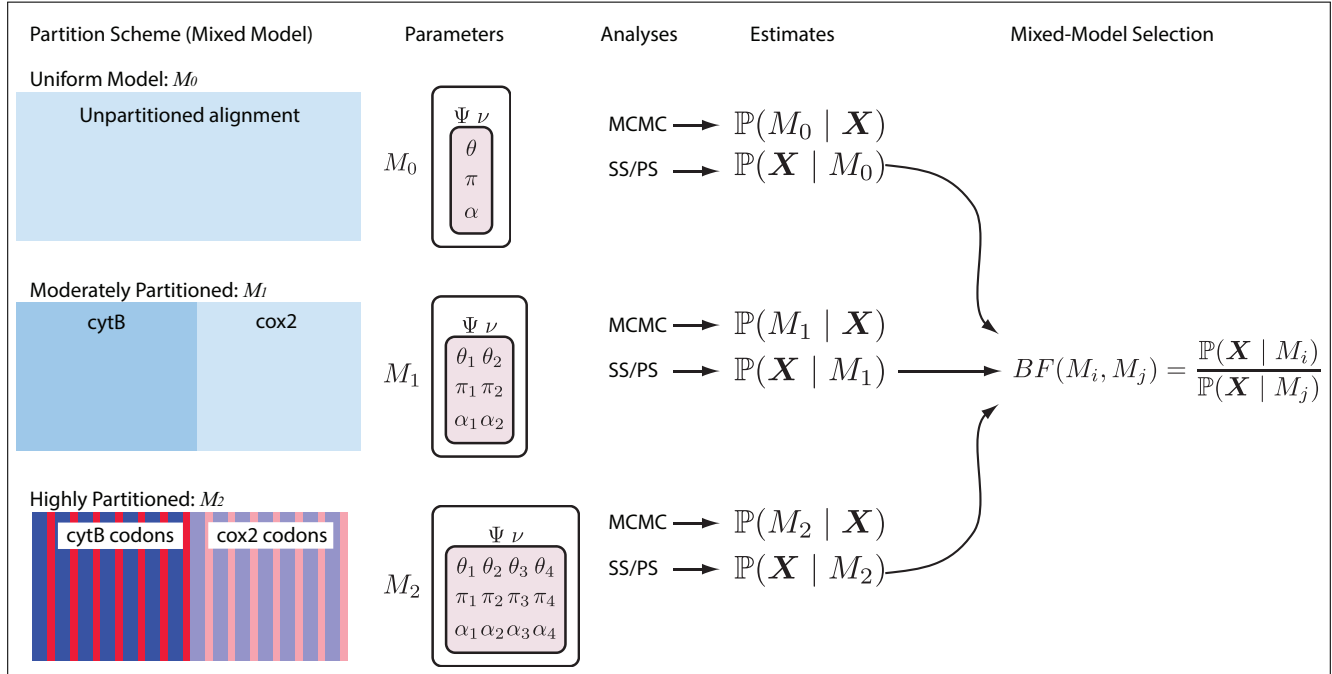 Partition Scheme (Mixed Model) Parameters Analyses Estimates Mixed-Model Selection
Uniform Model: M₀
Unpartitioned alignment
M₀
Ψ ν
θ
π
α
MCMC ℙ(M₀ | X)
SS/PS ℙ(X | M₀)
Moderately Partitioned: M₁
cytB cox2
M₁
Ψ ν
θ₁ θ₂
π₁ π₂
α₁ α₂
MCMC ℙ(M₁ | X)
SS/PS ℙ(X | M₁)
BF(Mᵢ, Mⱼ) = ℙ(X | Mᵢ) / ℙ(X | Mⱼ)
Highly Partitioned: M₂
cytB codons cox2 codons
M₂
Ψ ν
θ₁ θ₂ θ₃ θ₄
π₁ π₂ π₃ π₄
α₁ α₂ α₃ α₄
MCMC ℙ(M₂ | X)
SS/PS ℙ(X | M₂)